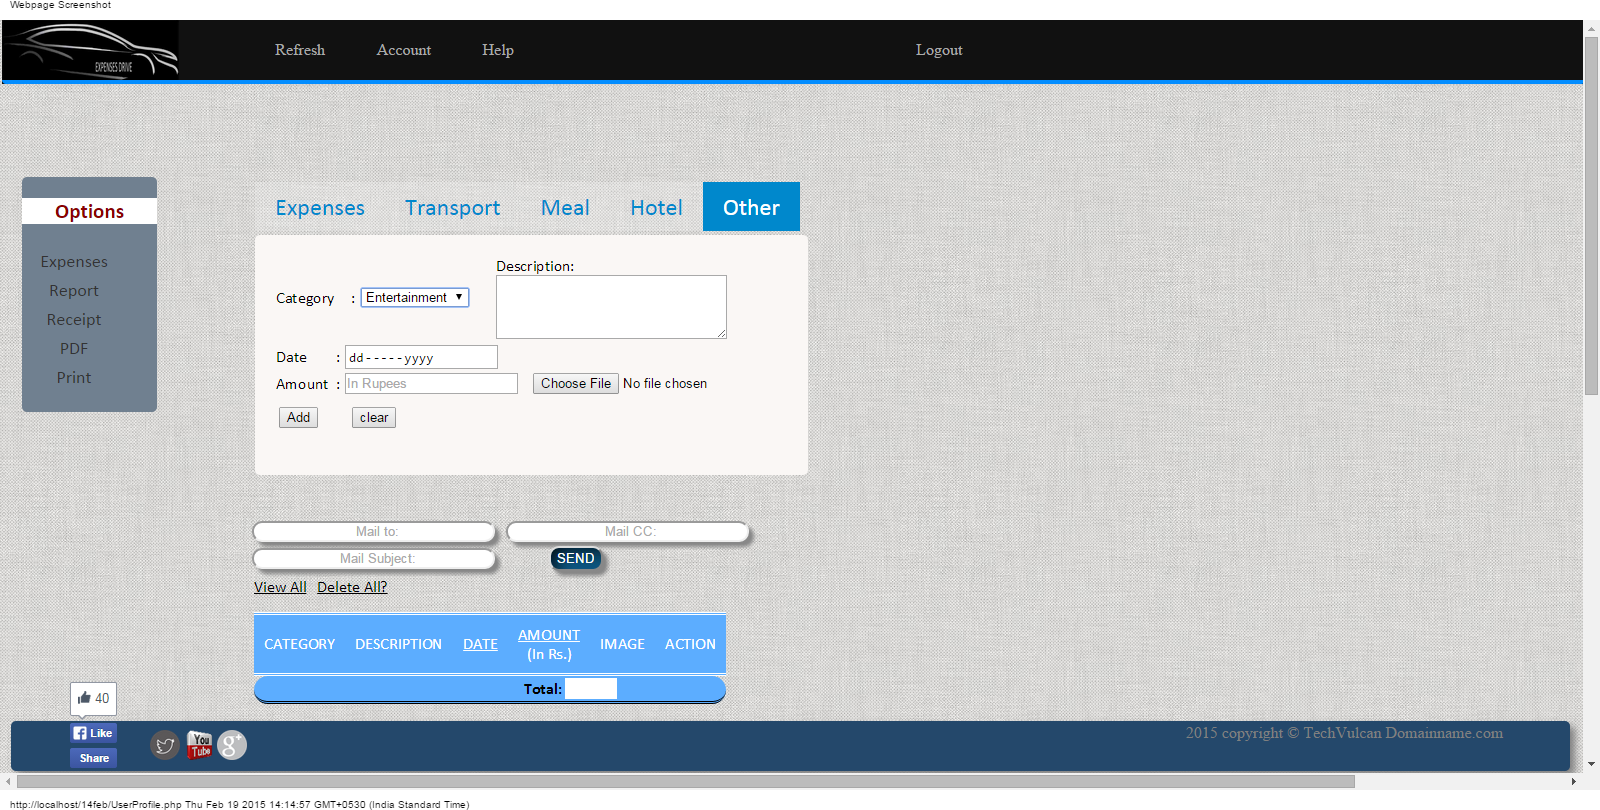 Webpage Screenshot
EXPENSES DRIVE
Refresh Account Help Logout
Options
Expenses
Report
Receipt
PDF
Print
Expenses Transport Meal Hotel Other
Description:
Category : Entertainment
Date : dd-----yyyy
Amount : In Rupees Choose File No file chosen
Add clear
Mail to: Mail CC:
Mail Subject: SEND
View All Delete All?
CATEGORY DESCRIPTION DATE AMOUNT (In Rs.) IMAGE ACTION
Total:
40
Like
Share
You Tube
g+
2015 copyright © TechVulcan Domainname.com
http://localhost/14feb/UserProfile.php Thu Feb 19 2015 14:14:57 GMT+0530 (India Standard Time)